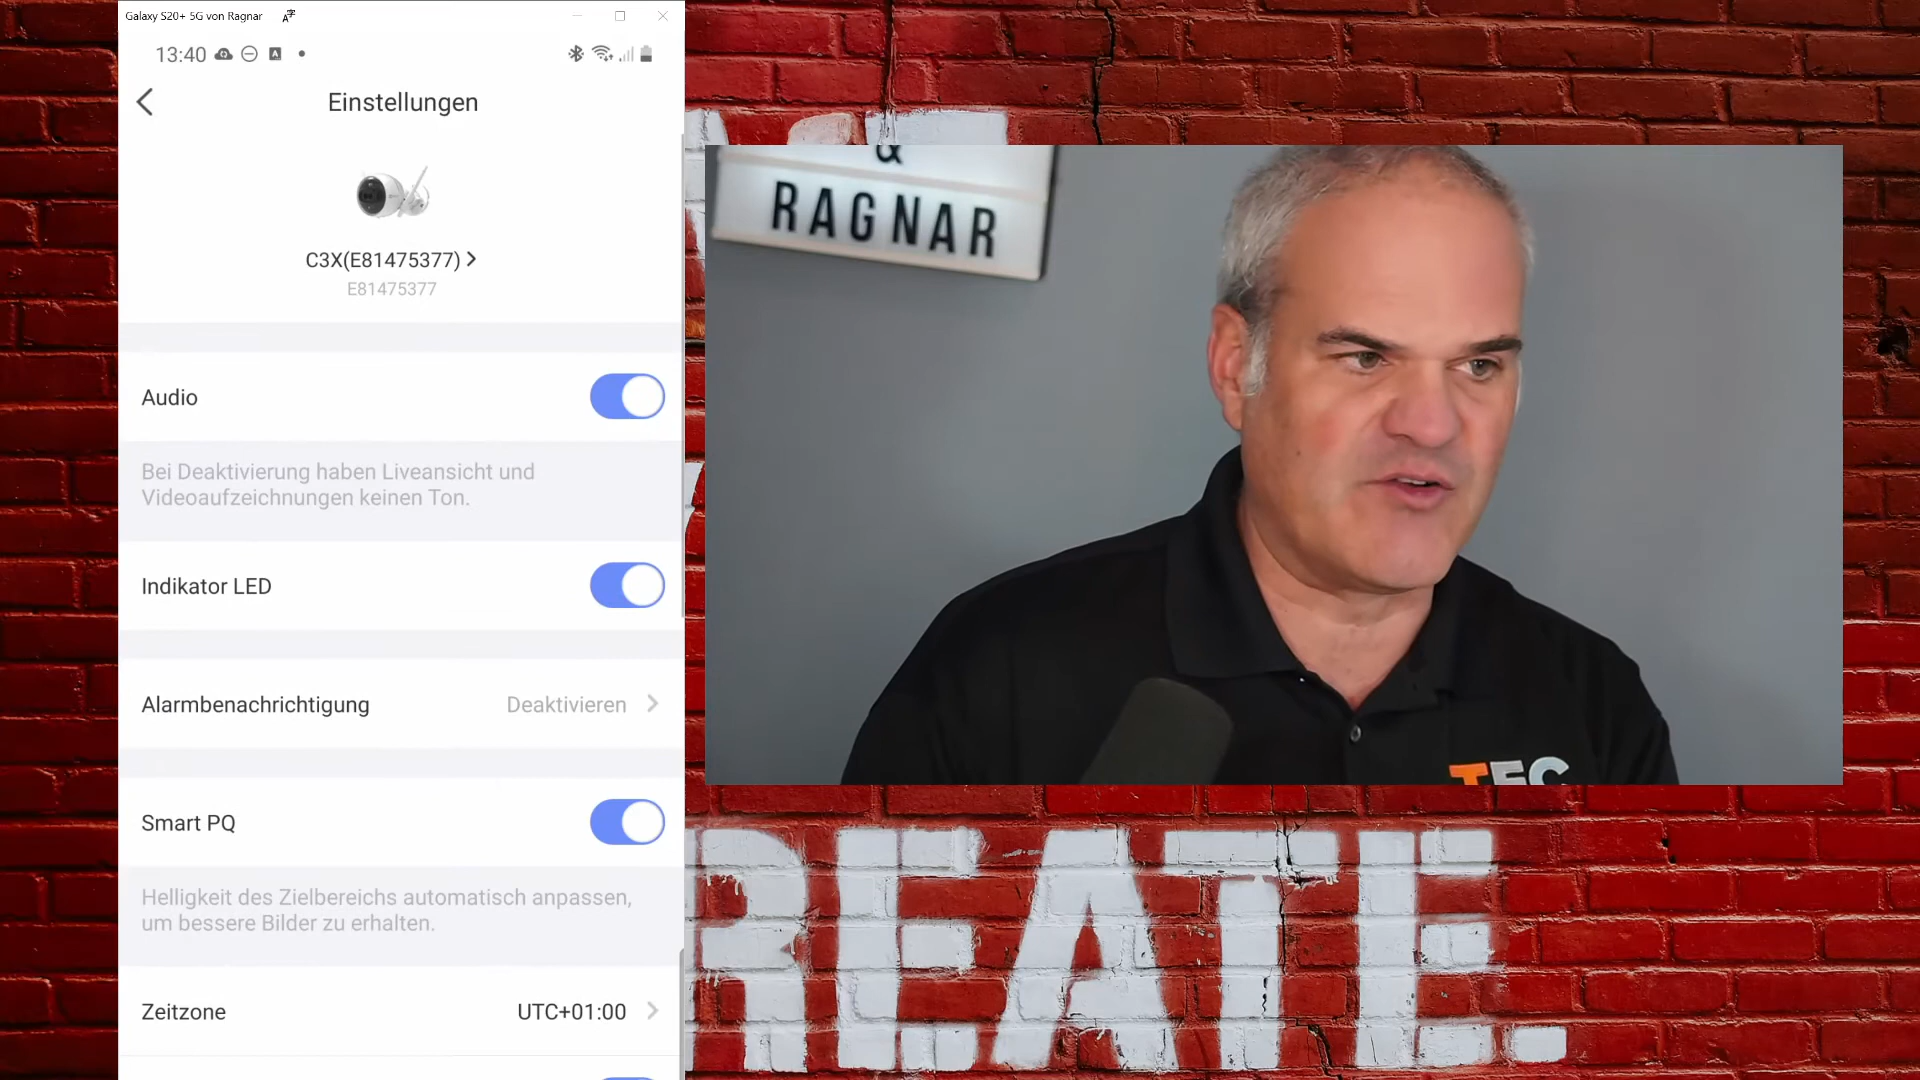 Galaxy S20+ 5G von Ragnar
13:40
Einstellungen
C3X(E81475377)
E81475377
Audio
Bei Deaktivierung haben Liveansicht und
Videoaufzeichnungen keinen Ton.
Indikator LED
Alarmbenachrichtigung Deaktivieren
Smart PQ
Helligkeit des Zielbereichs automatisch anpassen,
um bessere Bilder zu erhalten.
Zeitzone UTC+01:00
&
RAGNAR
TEC
REATE.